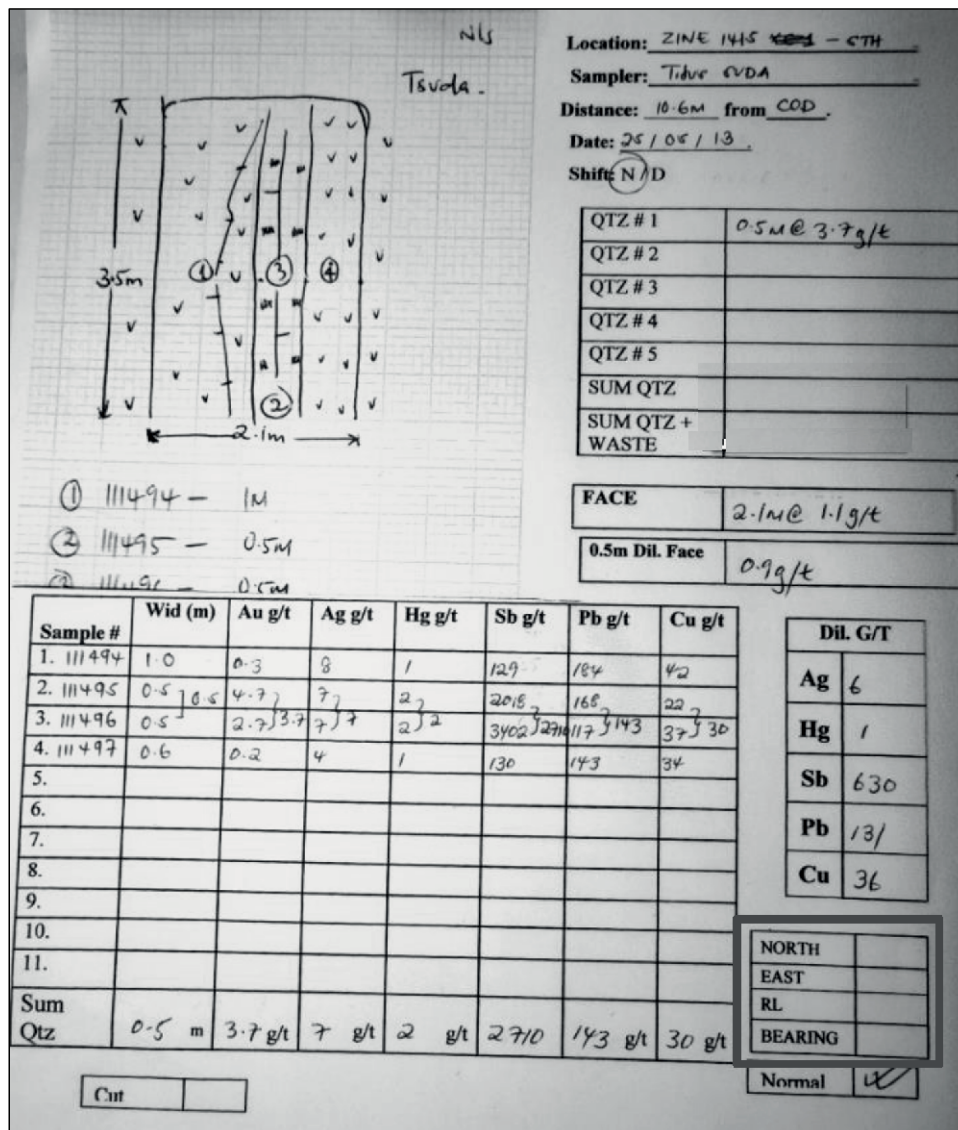 NLS
Tsvda.
3.5m
① ③ ④
②
2.1m
① 111494 - 1M
② 111495 - 0.5M
③ 111496 - 0.5M
Location: ZINE 1415 - STH
Sampler: SVDA
Distance: 10.6M from COD.
Date: 25/05/13.
Shift: N/D
QTZ # 1 0.5M@ 3.7g/t
QTZ # 2
QTZ # 3
QTZ # 4
QTZ # 5
SUM QTZ
SUM QTZ +
WASTE
FACE 2.1M@ 1.1g/t
0.5m Dil. Face 0.9g/t
Sample # Wid (m) Au g/t Ag g/t Hg g/t Sb g/t Pb g/t Cu g/t
1. 111494 1.0 0.3 8 1 129 184 42
2. 111495 0.5 ] 0.5 4.7 7 2 2018 168 22
3. 111496 0.5 2.7 } 3.7 7 } 7 2 } 2 3402 } 2710 117 } 143 37 } 30
4. 111497 0.6 0.2 4 1 130 143 34
5.
6.
7.
8.
9.
10.
11.
Sum
Qtz 0.5 m 3.7 g/t 7 g/t 2 g/t 2710 143 g/t 30 g/t
Dil. G/T
Ag 6
Hg 1
Sb 630
Pb 131
Cu 36
NORTH
EAST
RL
BEARING
Normal
Cut